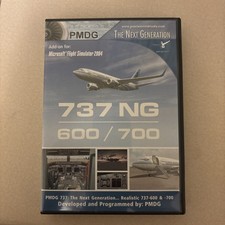 PMDG
THE NEXT GENERATION
Add-on for
Microsoft Flight Simulator 2004
737 NG
600 / 700
PMDG 737: The Next Generation... Realistic 737-600 & -700
Developed and Programmed by: PMDG